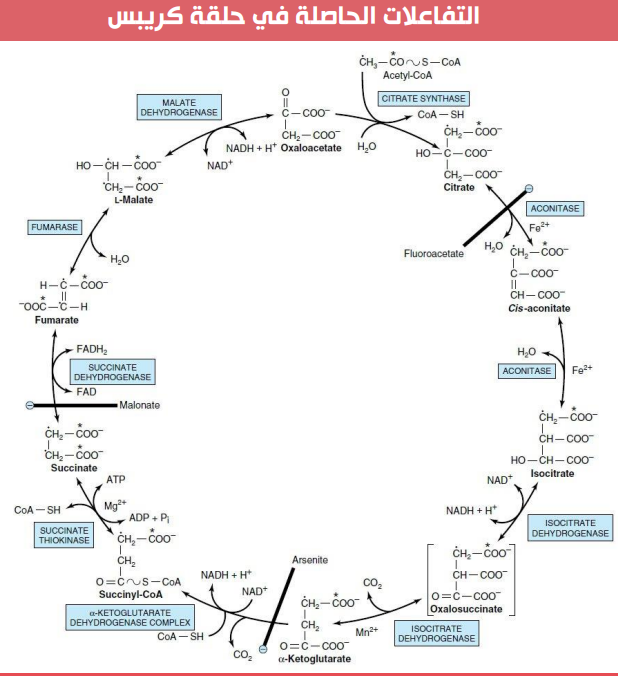 التفاعلات الحاصلة في حلقة كريبس
CH₃—CO~S—CoA
*
Acetyl-CoA
CITRATE SYNTHASE
CoA—SH
H₂O
O
C—COO⁻
CH₂—COO⁻
Oxaloacetate
MALATE
DEHYDROGENASE
NADH + H⁺
NAD⁺
*
CH₂—COO⁻
HO—C—COO⁻
CH₂—COO⁻
Citrate
ACONITASE
Fe²⁺
Fluoroacetate
H₂O
*
CH₂—COO⁻
C—COO⁻
CH—COO⁻
Cis-aconitate
H₂O
ACONITASE
Fe²⁺
*
CH₂—COO⁻
CH—COO⁻
HO—CH—COO⁻
Isocitrate
NAD⁺
NADH + H⁺
ISOCITRATE
DEHYDROGENASE
*
CH₂—COO⁻
CH—COO⁻
O=C—COO⁻
Oxalosuccinate
CO₂
Mn²⁺
ISOCITRATE
DEHYDROGENASE
*
CH₂—COO⁻
CH₂
O=C—COO⁻
α-Ketoglutarate
Arsenite
NADH + H⁺
NAD⁺
α-KETOGLUTARATE
DEHYDROGENASE COMPLEX
CoA—SH
CO₂
*
CH₂—COO⁻
CH₂
O=C~S—CoA
Succinyl-CoA
ATP
Mg²⁺
ADP + Pᵢ
CoA—SH
SUCCINATE
THIOKINASE
*
CH₂—COO⁻
*
CH₂—COO⁻
Succinate
Malonate
FADH₂
SUCCINATE
DEHYDROGENASE
FAD
*
H—C—COO⁻
*
⁻OOC—C—H
Fumarate
FUMARASE
H₂O
*
HO—CH—COO⁻
*
CH₂—COO⁻
L-Malate